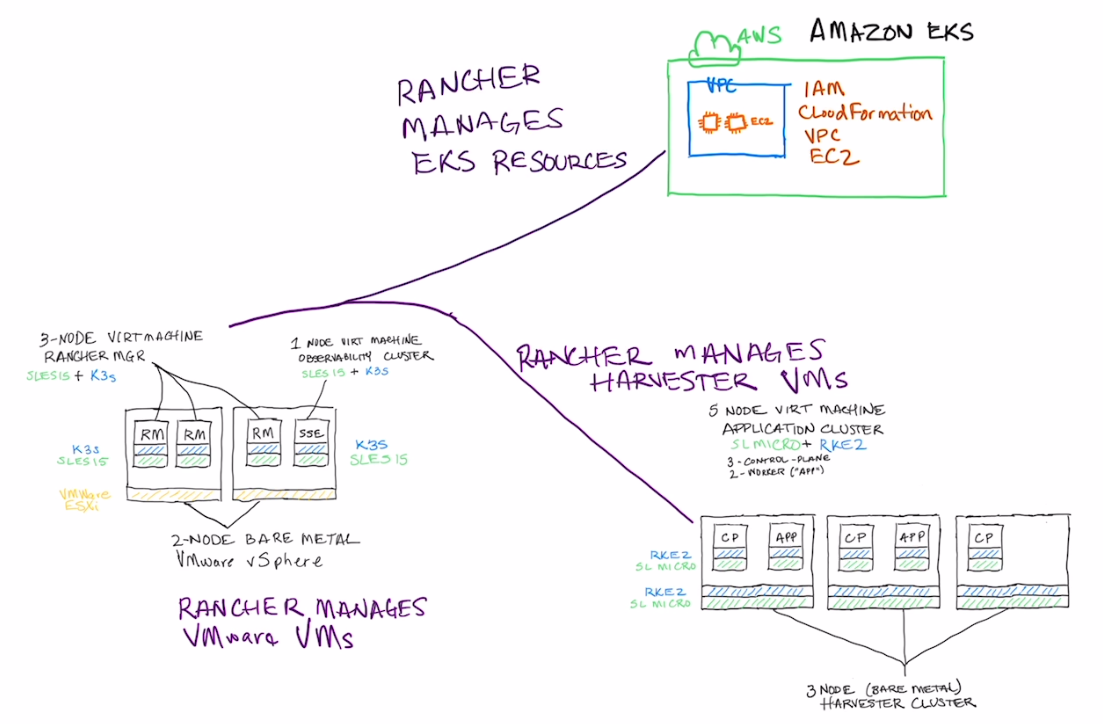 AWS
AMAZON EKS
VPC
EC2
IAM
CloudFormation
VPC
EC2
RANCHER
MANAGES
EKS RESOURCES
3-NODE VIRTMACHINE
RANCHER MGR
SLES15 + K3s
1 NODE VIRT MACHINE
OBSERVABILITY CLUSTER
SLES 15 + K3S
RM
RM
RM
SSE
K3s
SLES15
K3S
SLES 15
VMWare
ESXi
2-NODE BARE METAL
VMware vSphere
RANCHER MANAGES
VMware VMs
RANCHER MANAGES
HARVESTER VMs
5 NODE VIRT MACHINE
APPLICATION CLUSTER
SLMICRO + RKE2
3-CONTROL-PLANE
2-WORKER ("APP")
CP
APP
CP
APP
CP
RKE2
SL MICRO
RKE2
SL MICRO
3 NODE (BARE METAL)
HARVESTER CLUSTER